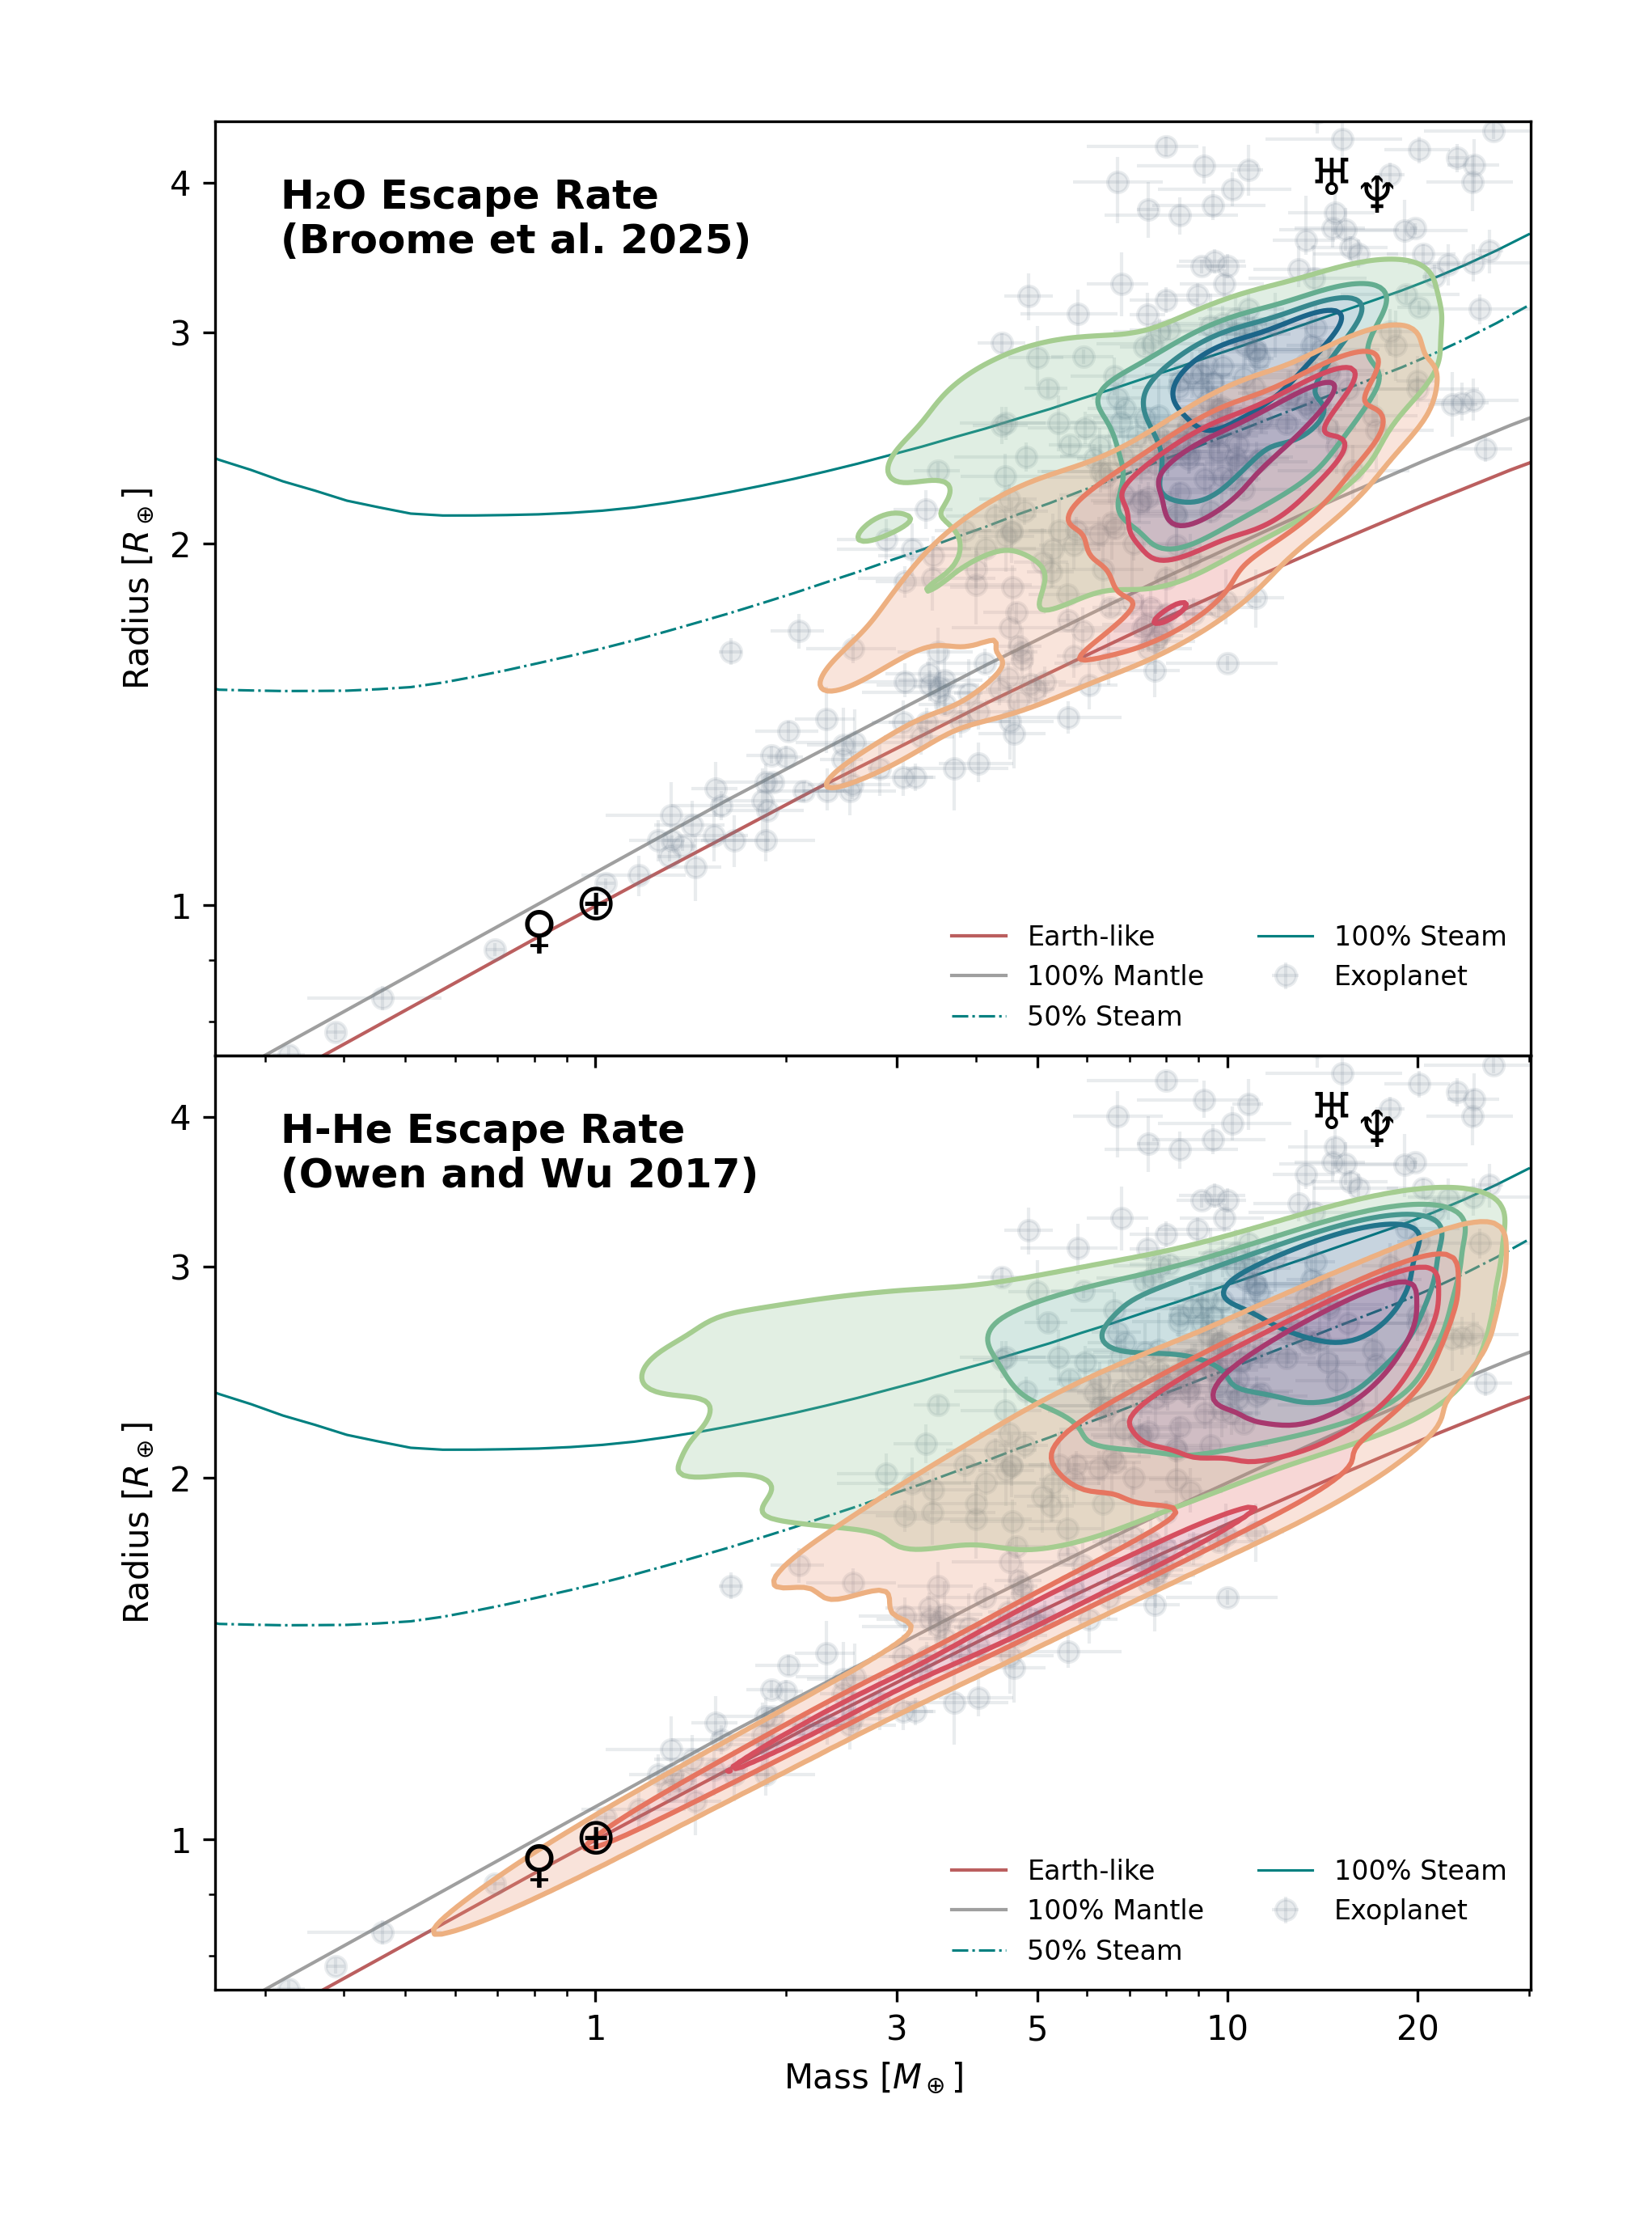 H₂O Escape Rate
(Broome et al. 2025)
4
3
2
1
Radius [R⊕]
♅ ♆
♀ ⊕
Earth-like
100% Mantle
50% Steam
100% Steam
Exoplanet
H-He Escape Rate
(Owen and Wu 2017)
4
3
2
1
Radius [R⊕]
♅ ♆
♀ ⊕
Earth-like
100% Mantle
50% Steam
100% Steam
Exoplanet
1 3 5 10 20
Mass [M⊕]